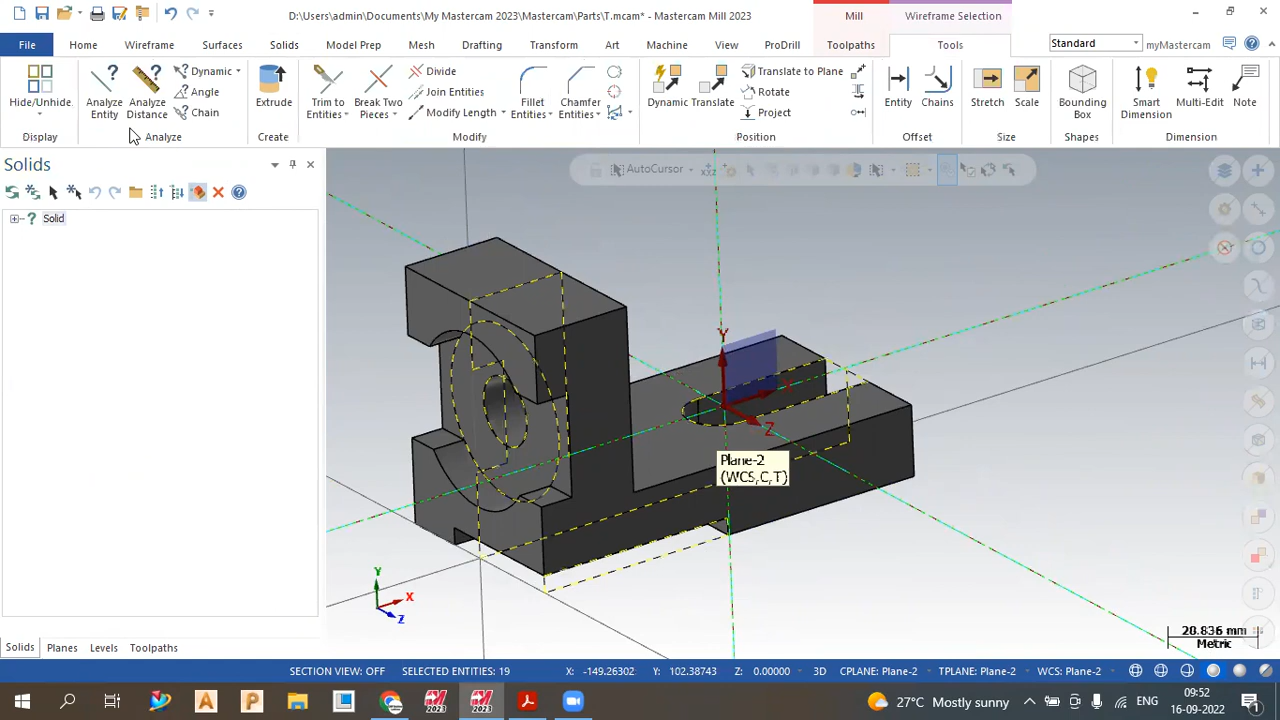 D:\Users\admin\Documents\My Mastercam 2023\Mastercam\Parts\T.mcam* - Mastercam Mill 2023
Mill
Wireframe Selection
File
Home
Wireframe
Surfaces
Solids
Model Prep
Mesh
Drafting
Transform
Art
Machine
View
ProDrill
Toolpaths
Tools
Standard
myMastercam
Hide/Unhide
Display
Analyze Entity
Analyze Distance
Dynamic
Angle
Chain
Analyze
Extrude
Create
Trim to Entities
Break Two Pieces
Divide
Join Entities
Modify Length
Fillet Entities
Chamfer Entities
Modify
Dynamic
Translate
Translate to Plane
Rotate
Project
Position
Entity
Chains
Offset
Stretch
Scale
Size
Bounding Box
Shapes
Smart Dimension
Multi-Edit
Note
Dimension
Solids
Solid
AutoCursor
Y
X
Z
Plane-2
(WCS,C,T)
Y
X
Z
20.836 mm
Metric
Solids
Planes
Levels
Toolpaths
SECTION VIEW: OFF
SELECTED ENTITIES: 19
X: -149.26302
Y: 102.38743
Z: 0.00000
3D
CPLANE: Plane-2
TPLANE: Plane-2
WCS: Plane-2
2023
2023
27°C Mostly sunny
ENG
09:52
16-09-2022